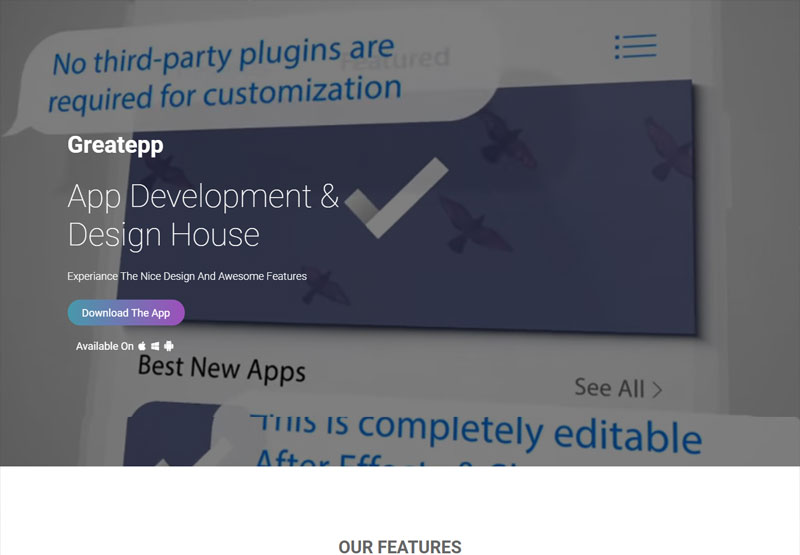 No third-party plugins are
required for customization
Featured
Greatepp
App Development &
Design House
Experiance The Nice Design And Awesome Features
Download The App
Available On
Best New Apps
See All
This is completely editable
After Effects &
OUR FEATURES